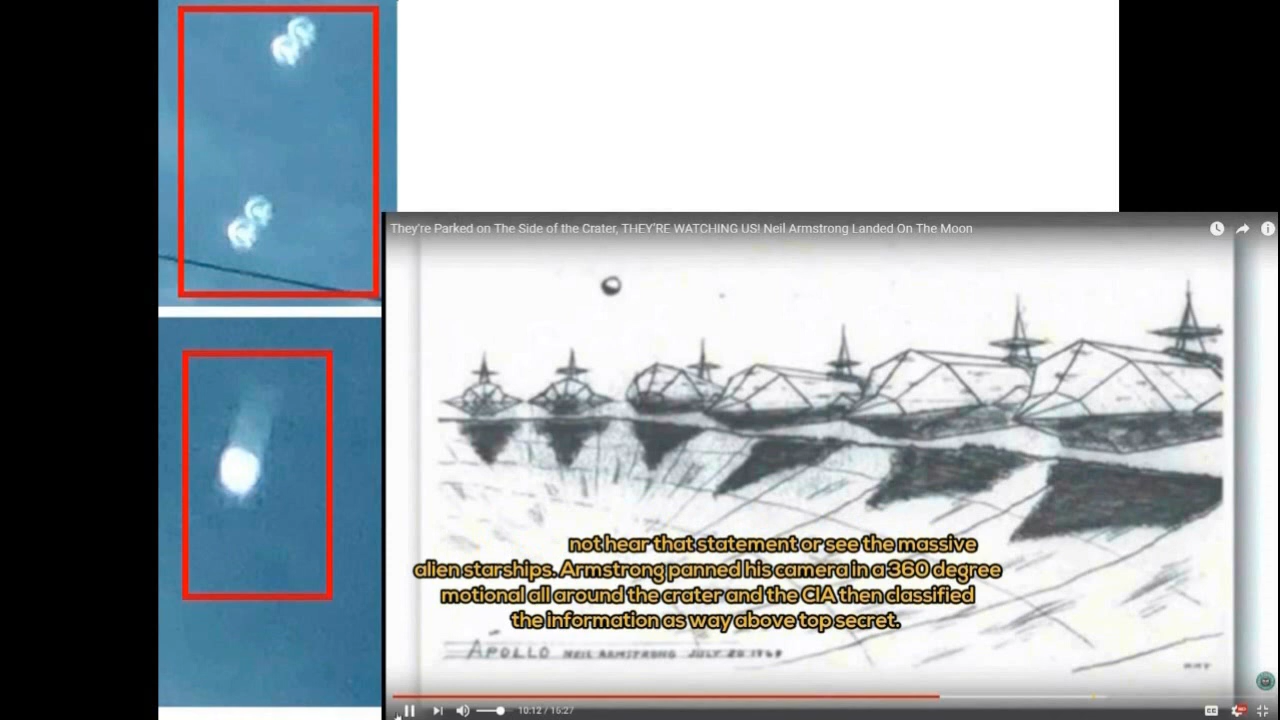 They're Parked on The Side of the Crater, THEY'RE WATCHING US! Neil Armstrong Landed On The Moon
not hear that statement or see the massive
alien starships. Armstrong panned his camera in a 360 degree
motional all around the crater and the CIA then classified
the information as way above top secret.
APOLLO NEIL ARMSTRONG JULY 20 1969
10:12 / 15:27
CC